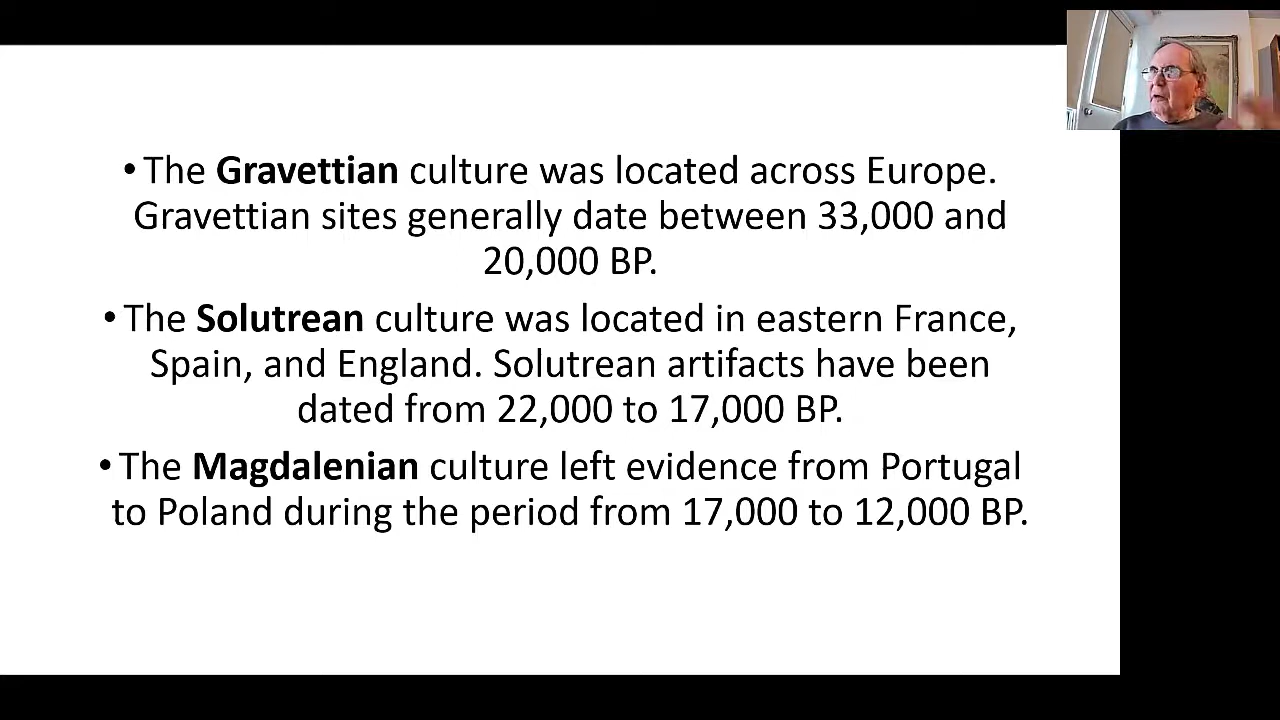 • The Gravettian culture was located across Europe.
Gravettian sites generally date between 33,000 and
20,000 BP.
• The Solutrean culture was located in eastern France,
Spain, and England. Solutrean artifacts have been
dated from 22,000 to 17,000 BP.
• The Magdalenian culture left evidence from Portugal
to Poland during the period from 17,000 to 12,000 BP.